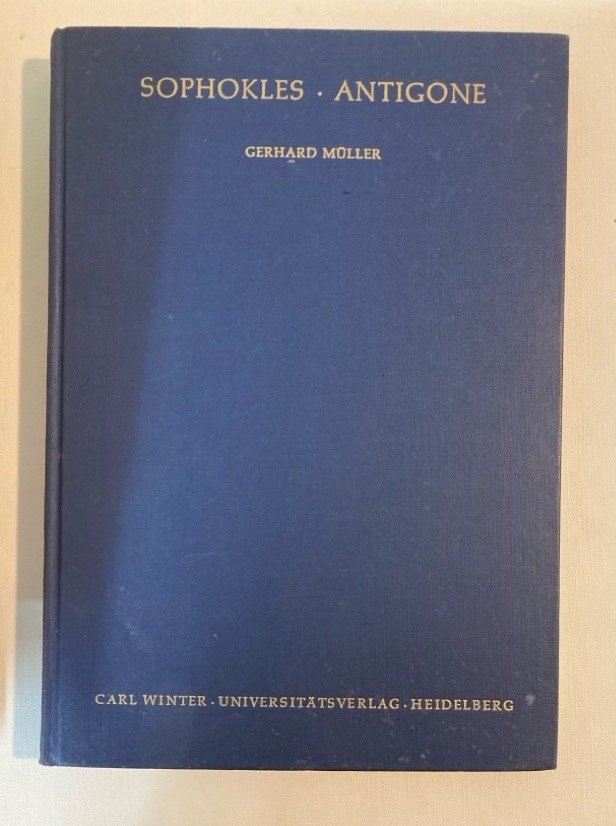 SOPHOKLES · ANTIGONE
GERHARD MÜLLER
CARL WINTER · UNIVERSITÄTSVERLAG · HEIDELBERG